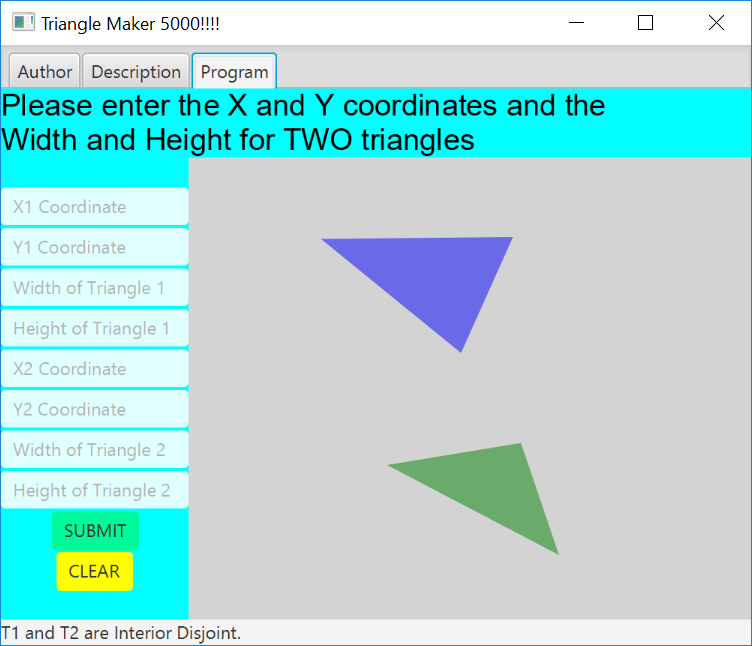 Triangle Maker 5000!!!!
Author Description Program
Please enter the X and Y coordinates and the
Width and Height for TWO triangles
X1 Coordinate
Y1 Coordinate
Width of Triangle 1
Height of Triangle 1
X2 Coordinate
Y2 Coordinate
Width of Triangle 2
Height of Triangle 2
SUBMIT
CLEAR
T1 and T2 are Interior Disjoint.